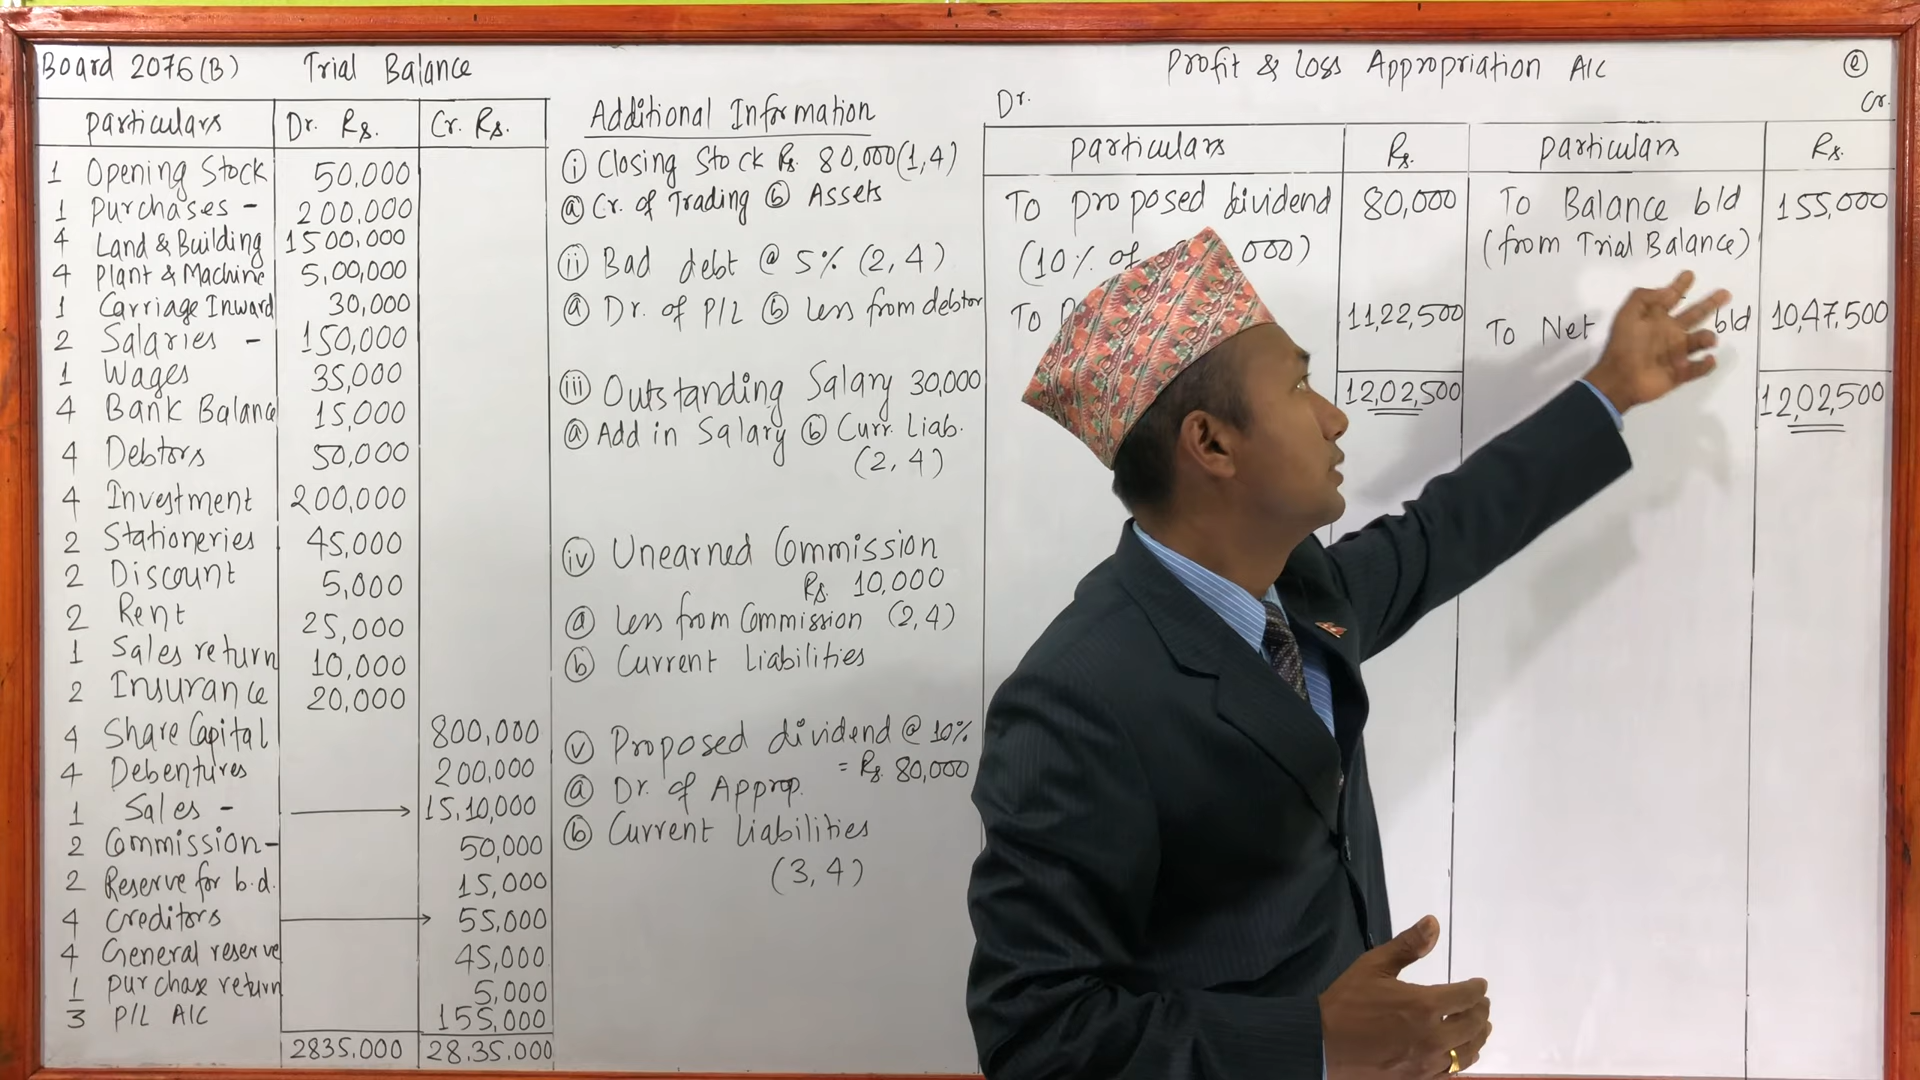 Board 2076(B) Trial Balance
particulars Dr. Rs. Cr. Rs.
1 Opening Stock 50,000
1 purchases - 200,000
4 Land & Building 1500,000
4 Plant & Machine 5,00,000
1 Carriage Inward 30,000
2 Salaries - 150,000
1 Wages 35,000
4 Bank Balance 15,000
4 Debtors 50,000
4 Investment 200,000
2 Stationeries 45,000
2 Discount 5,000
2 Rent 25,000
1 Sales return 10,000
2 Insurance 20,000
4 Share Capital 800,000
4 Debentures 200,000
1 Sales - 15,10,000
2 Commission - 50,000
2 Reserve for b.d. 15,000
4 Creditors 55,000
4 General reserve 45,000
1 purchase return 5,000
3 P/L A/C 155,000
2835,000 28,35,000
Additional Information
(i) Closing Stock Rs. 80,000 (1,4)
(a) Cr. of Trading (b) Assets
(ii) Bad debt @ 5% (2,4)
(a) Dr. of P/L (b) Less from debtor
(iii) Outstanding Salary 30,000
(a) Add in Salary (b) Curr. Liab.
(2,4)
(iv) Unearned Commission
Rs. 10,000
(a) Less from Commission (2,4)
(b) Current Liabilities
(v) Proposed dividend @ 10%
= Rs. 80,000
(a) Dr. of Approp.
(b) Current Liabilities
(3,4)
Profit & Loss Appropriation A/C (e)
Dr. Cr.
particulars Rs. particulars Rs.
To proposed dividend 80,000 To Balance b/d 155,000
(10% of 000) (from Trial Balance)
To 11,22,500 To Net b/d 10,47,500
12,02,500 12,02,500